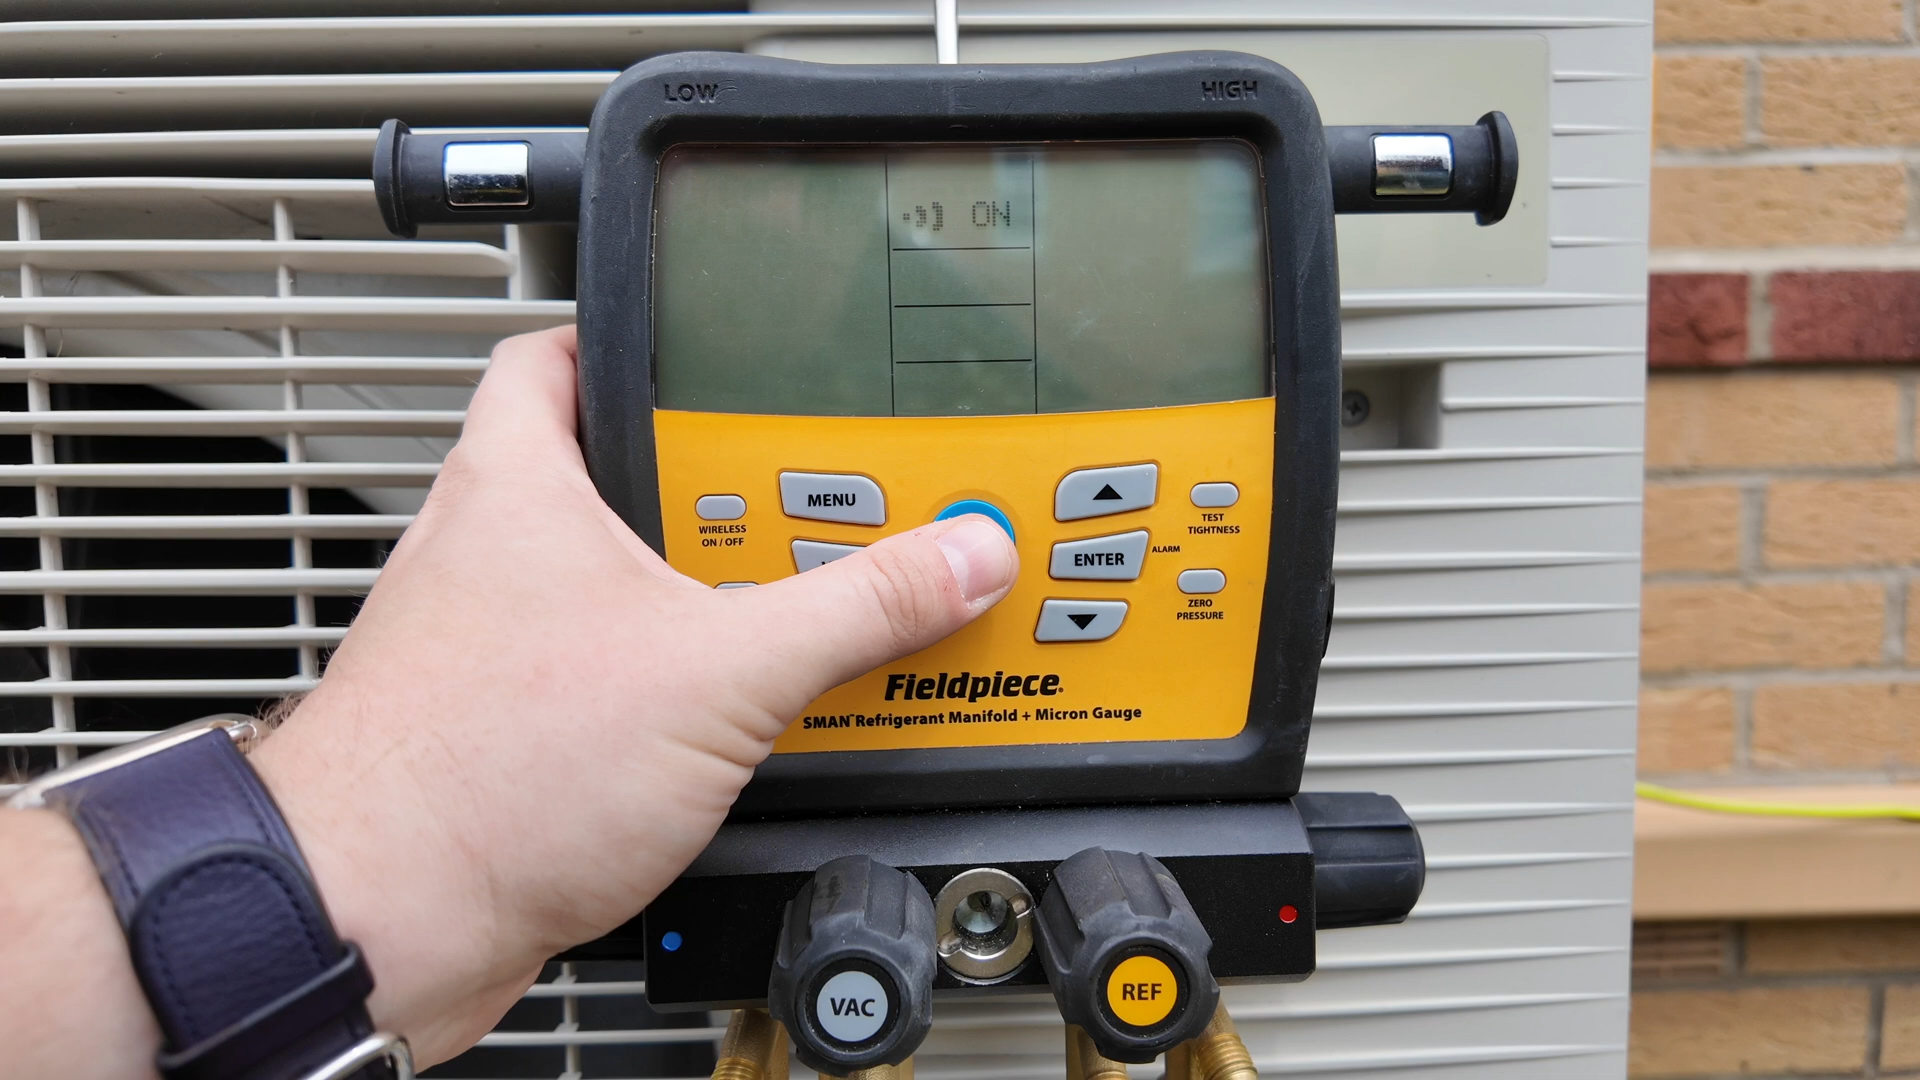 LOW
HIGH
ON
MENU
WIRELESS
ON / OFF
TEST
TIGHTNESS
ENTER
ALARM
ZERO
PRESSURE
Fieldpiece
SMAN™ Refrigerant Manifold + Micron Gauge
VAC
REF